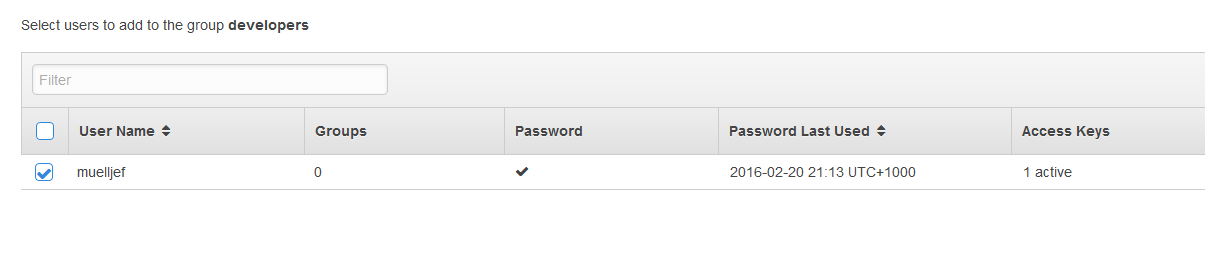 Select users to add to the group developers
Filter
User Name Groups Password Password Last Used Access Keys
muelljef 0 2016-02-20 21:13 UTC+1000 1 active